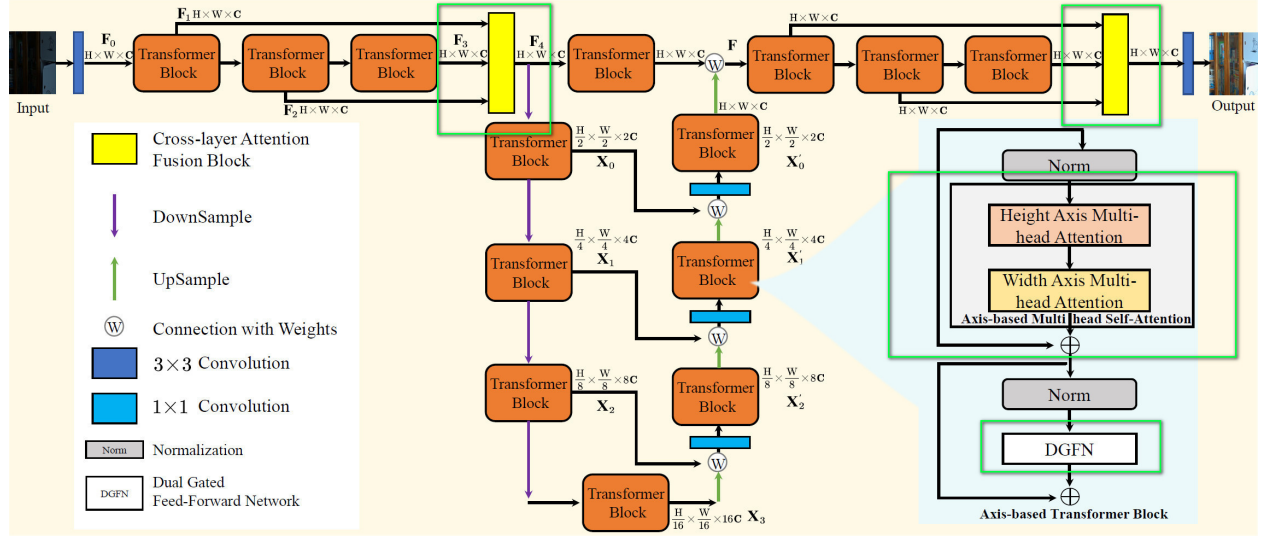 Input
F₀
H×W×C
F₁ H×W×C
Transformer
Block
Transformer
Block
F₂ H×W×C
Transformer
Block
F₃
H×W×C
F₄
H×W×C
Transformer
Block
H×W×C
W
F
H×W×C
Transformer
Block
H×W×C
Transformer
Block
H×W×C
Transformer
Block
H×W×C
H×W×C
Output
Cross-layer Attention
Fusion Block
DownSample
UpSample
W
Connection with Weights
3×3 Convolution
1×1 Convolution
Norm
Normalization
DGFN
Dual Gated
Feed-Forward Network
Transformer
Block
H/2 × W/2 × 2C
X₀
Transformer
Block
H/2 × W/2 × 2C
X₀′
W
Transformer
Block
H/4 × W/4 × 4C
X₁
Transformer
Block
H/4 × W/4 × 4C
X₁′
W
Transformer
Block
H/8 × W/8 × 8C
X₂
Transformer
Block
H/8 × W/8 × 8C
X₂′
W
Transformer
Block
H/16 × W/16 × 16C X₃
Norm
Height Axis Multi-
head Attention
Width Axis Multi-
head Attention
Axis-based Multi head Self-Attention
Norm
DGFN
Axis-based Transformer Block